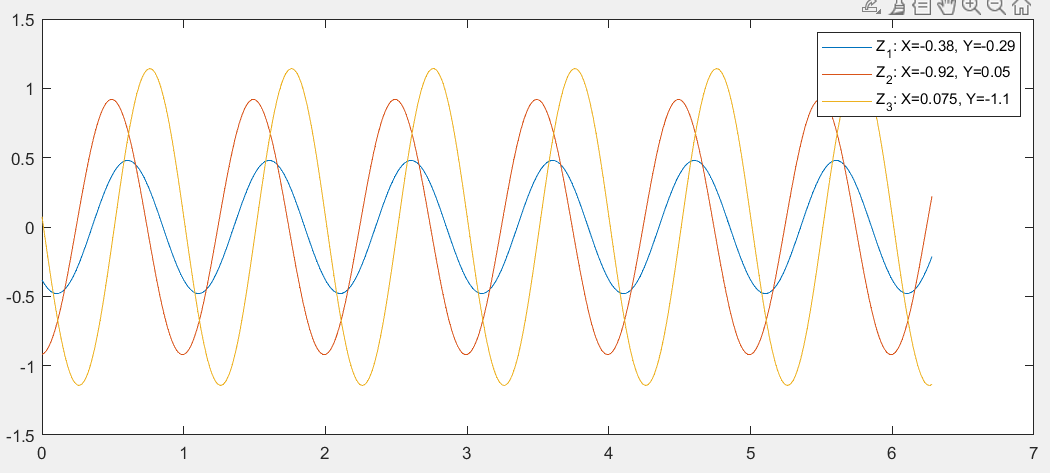 1.5
1
0.5
0
-0.5
-1
-1.5
0 1 2 3 4 5 6 7
Z1: X=-0.38, Y=-0.29
Z2: X=-0.92, Y=0.05
Z3: X=0.075, Y=-1.1